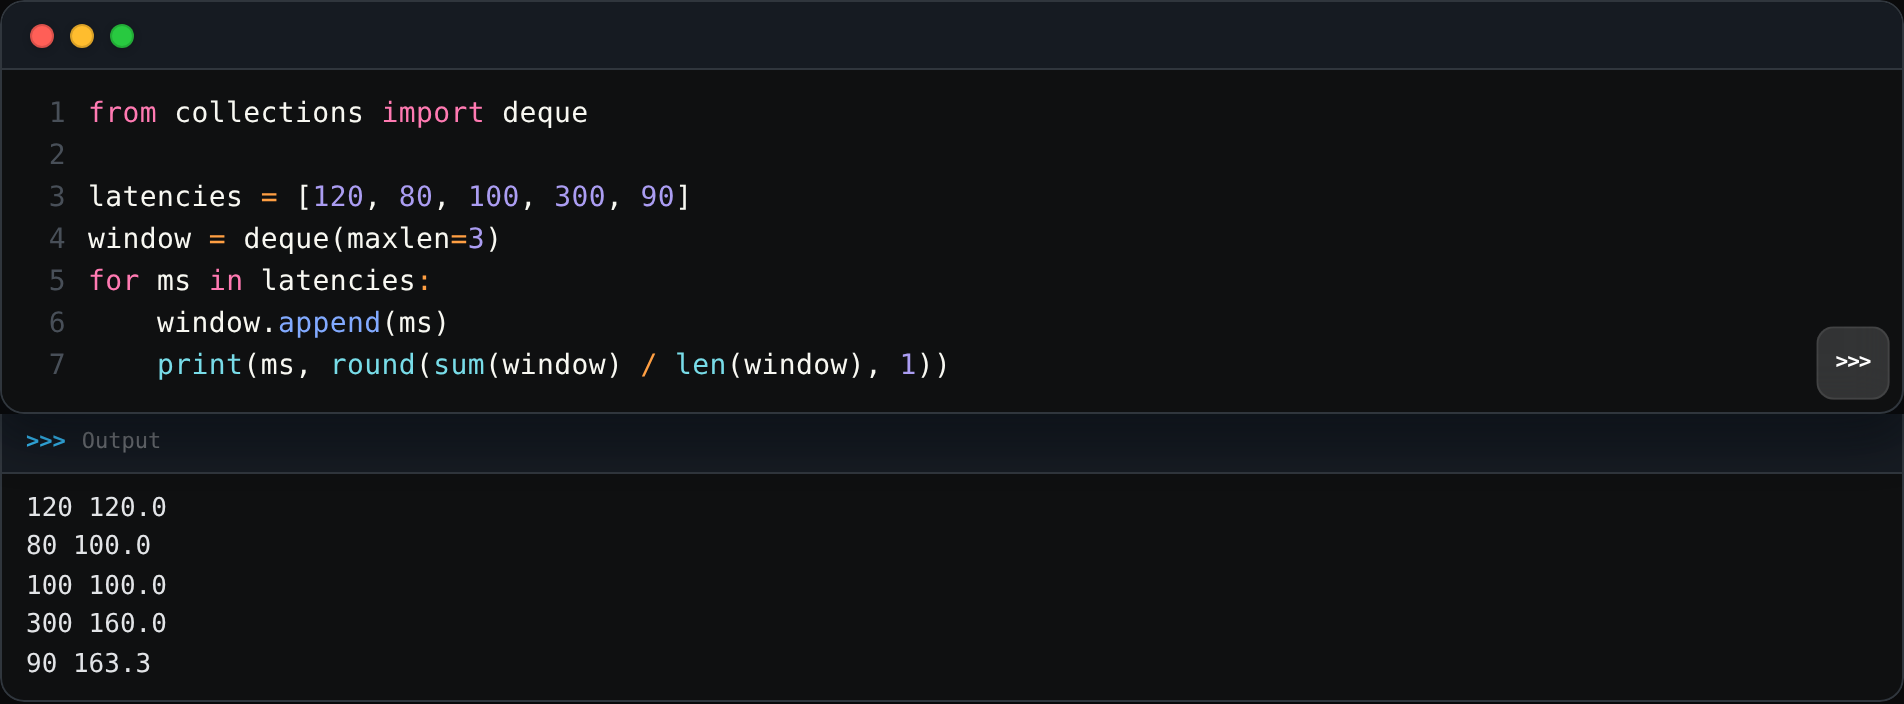 1 from collections import deque
2
3 latencies = [120, 80, 100, 300, 90]
4 window = deque(maxlen=3)
5 for ms in latencies:
6     window.append(ms)
7     print(ms, round(sum(window) / len(window), 1))
>>>
>>> Output
120 120.0
80 100.0
100 100.0
300 160.0
90 163.3